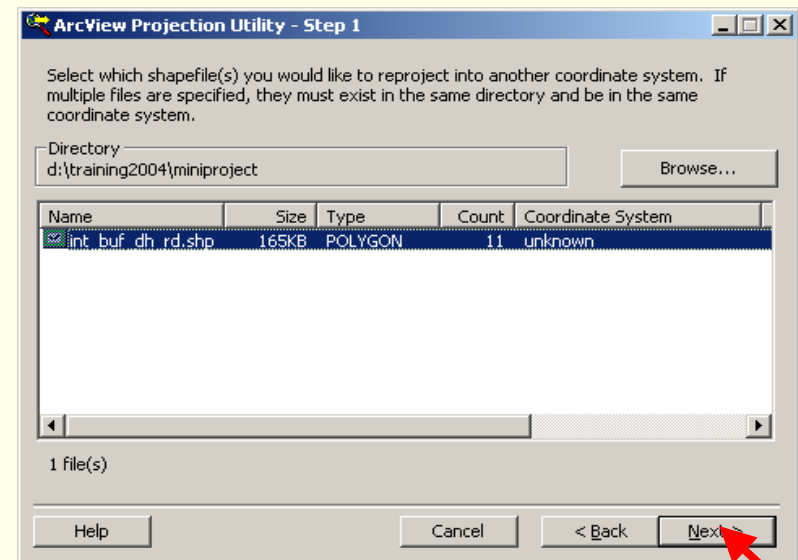 ArcView Projection Utility - Step 1
Select which shapefile(s) you would like to reproject into another coordinate system. If
multiple files are specified, they must exist in the same directory and be in the same
coordinate system.
Directory
d:\training2004\miniproject
Browse...
Name Size Type Count Coordinate System
int_buf_dh_rd.shp 165KB POLYGON 11 unknown
1 file(s)
Help Cancel < Back Next >